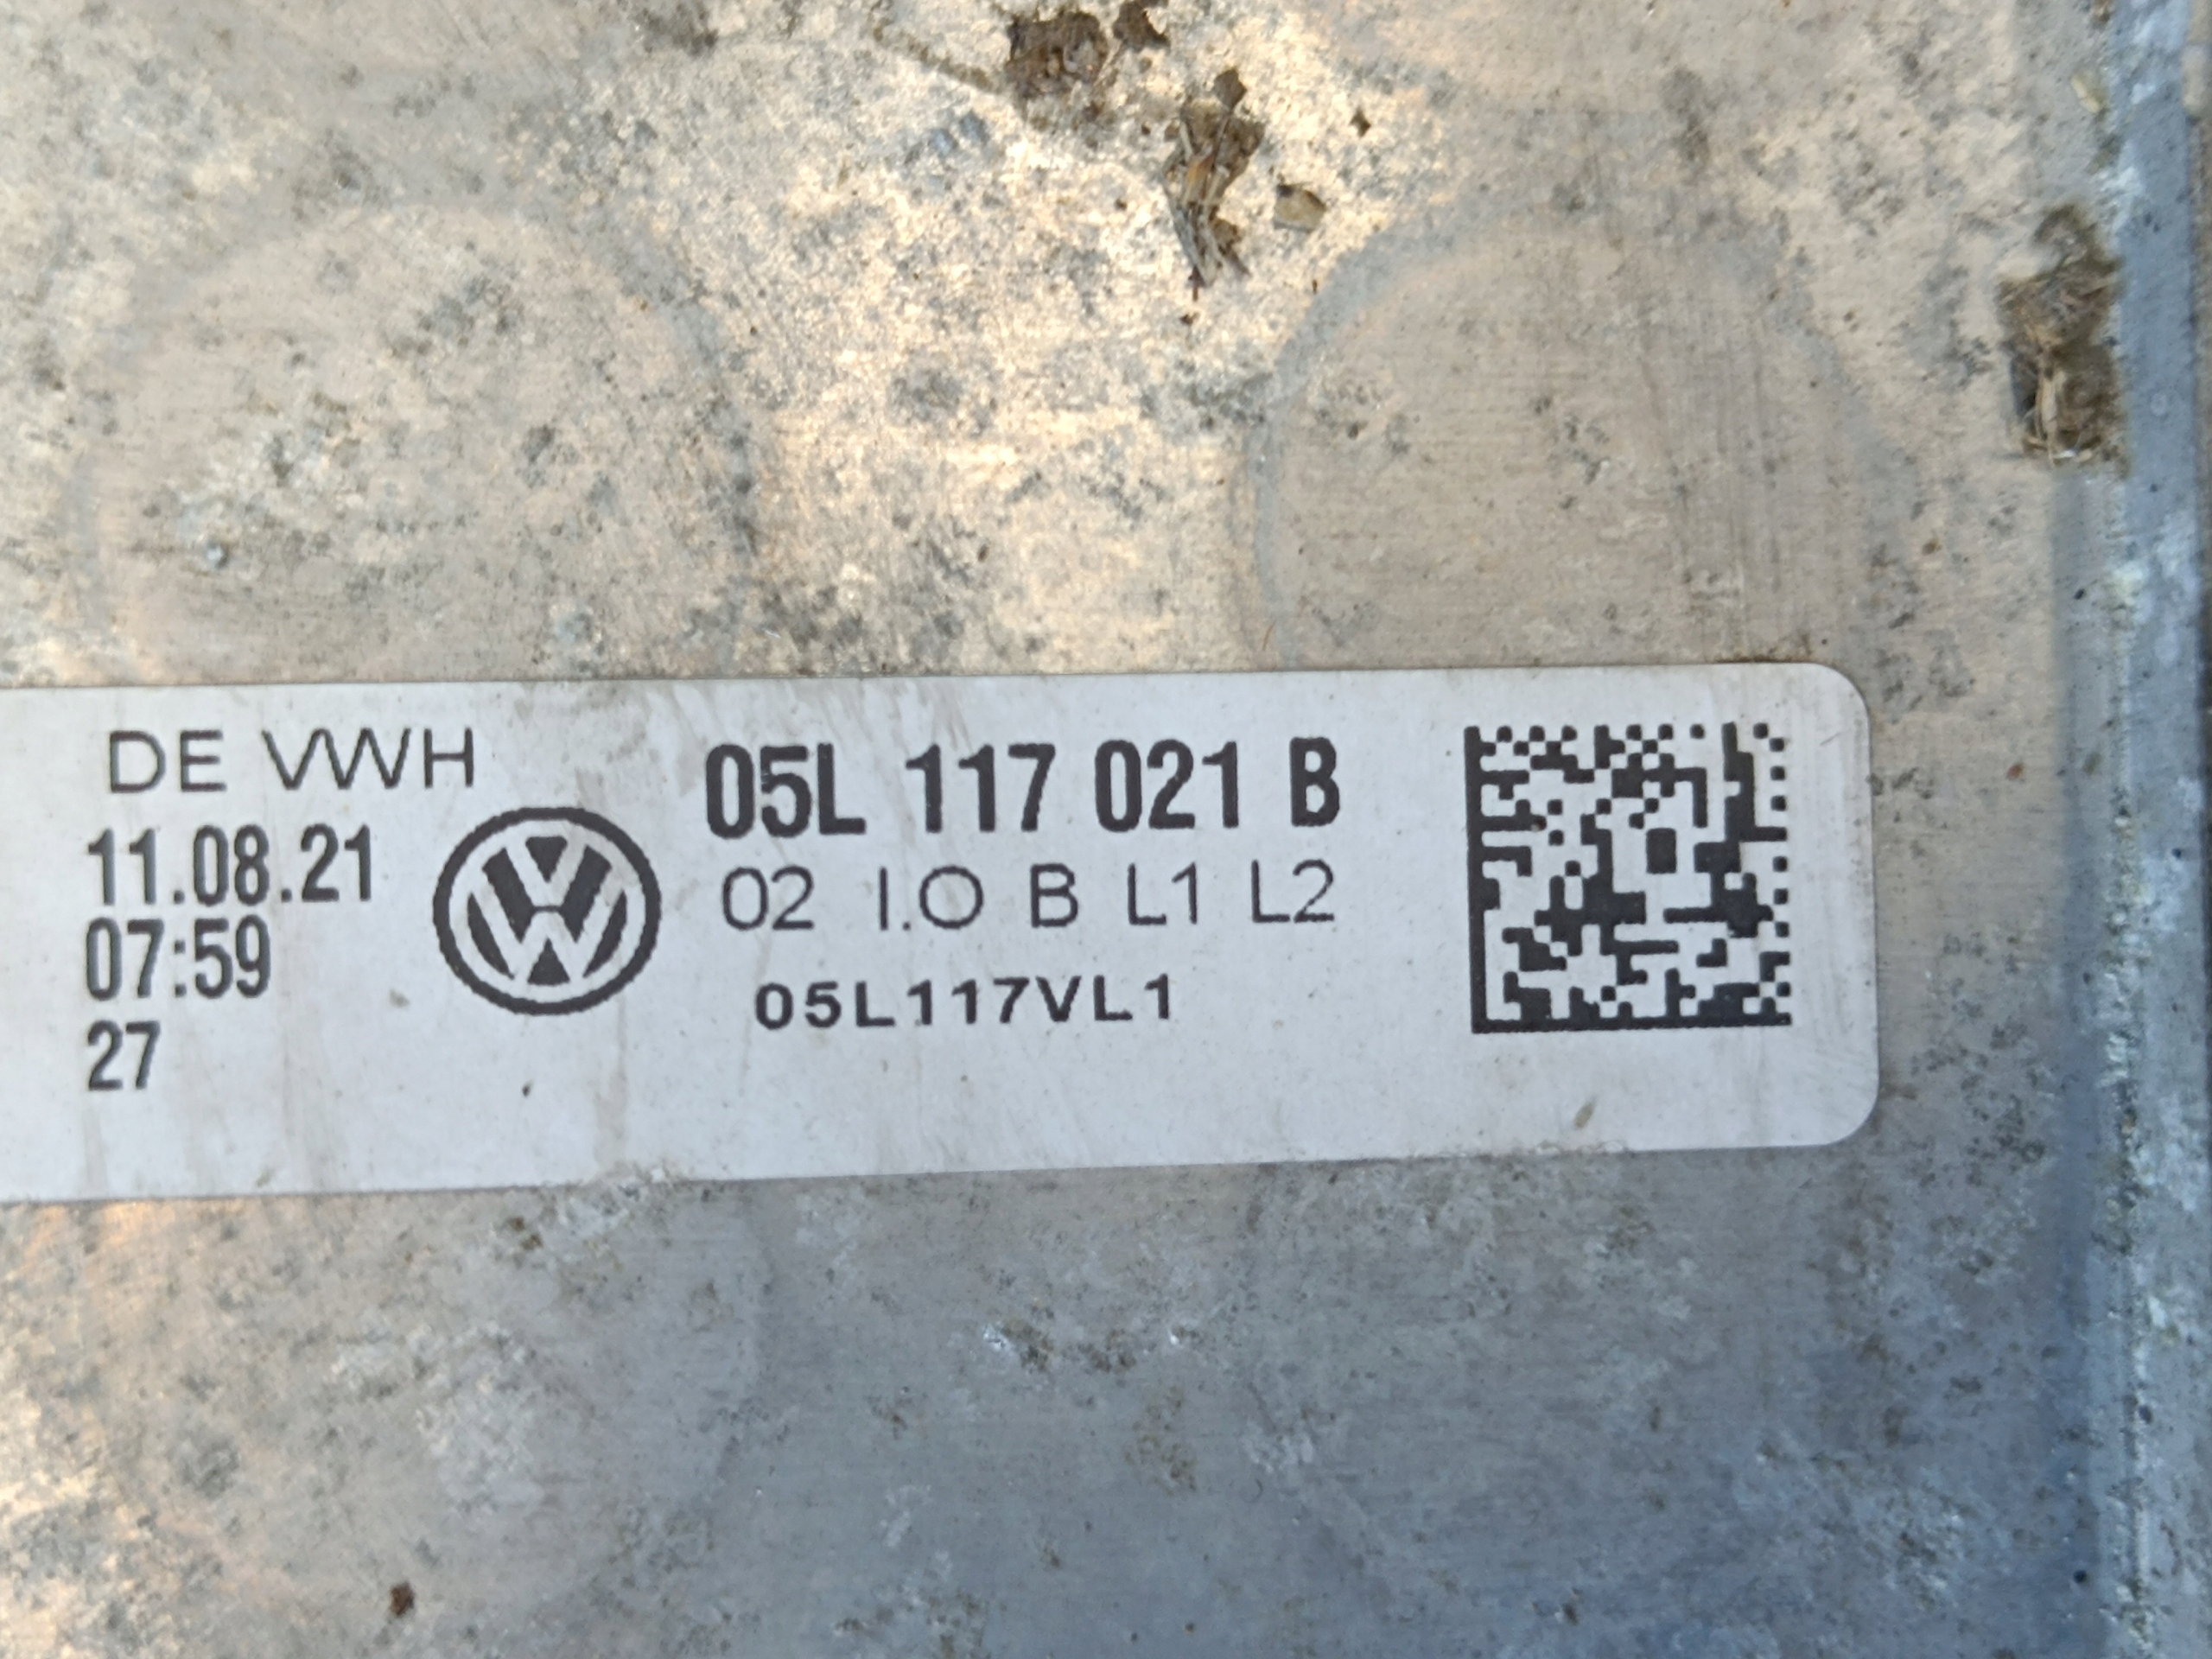 DE VWH
11.08.21
07:59
27
05L 117 021 B
02 I.O B L1 L2
05L117VL1